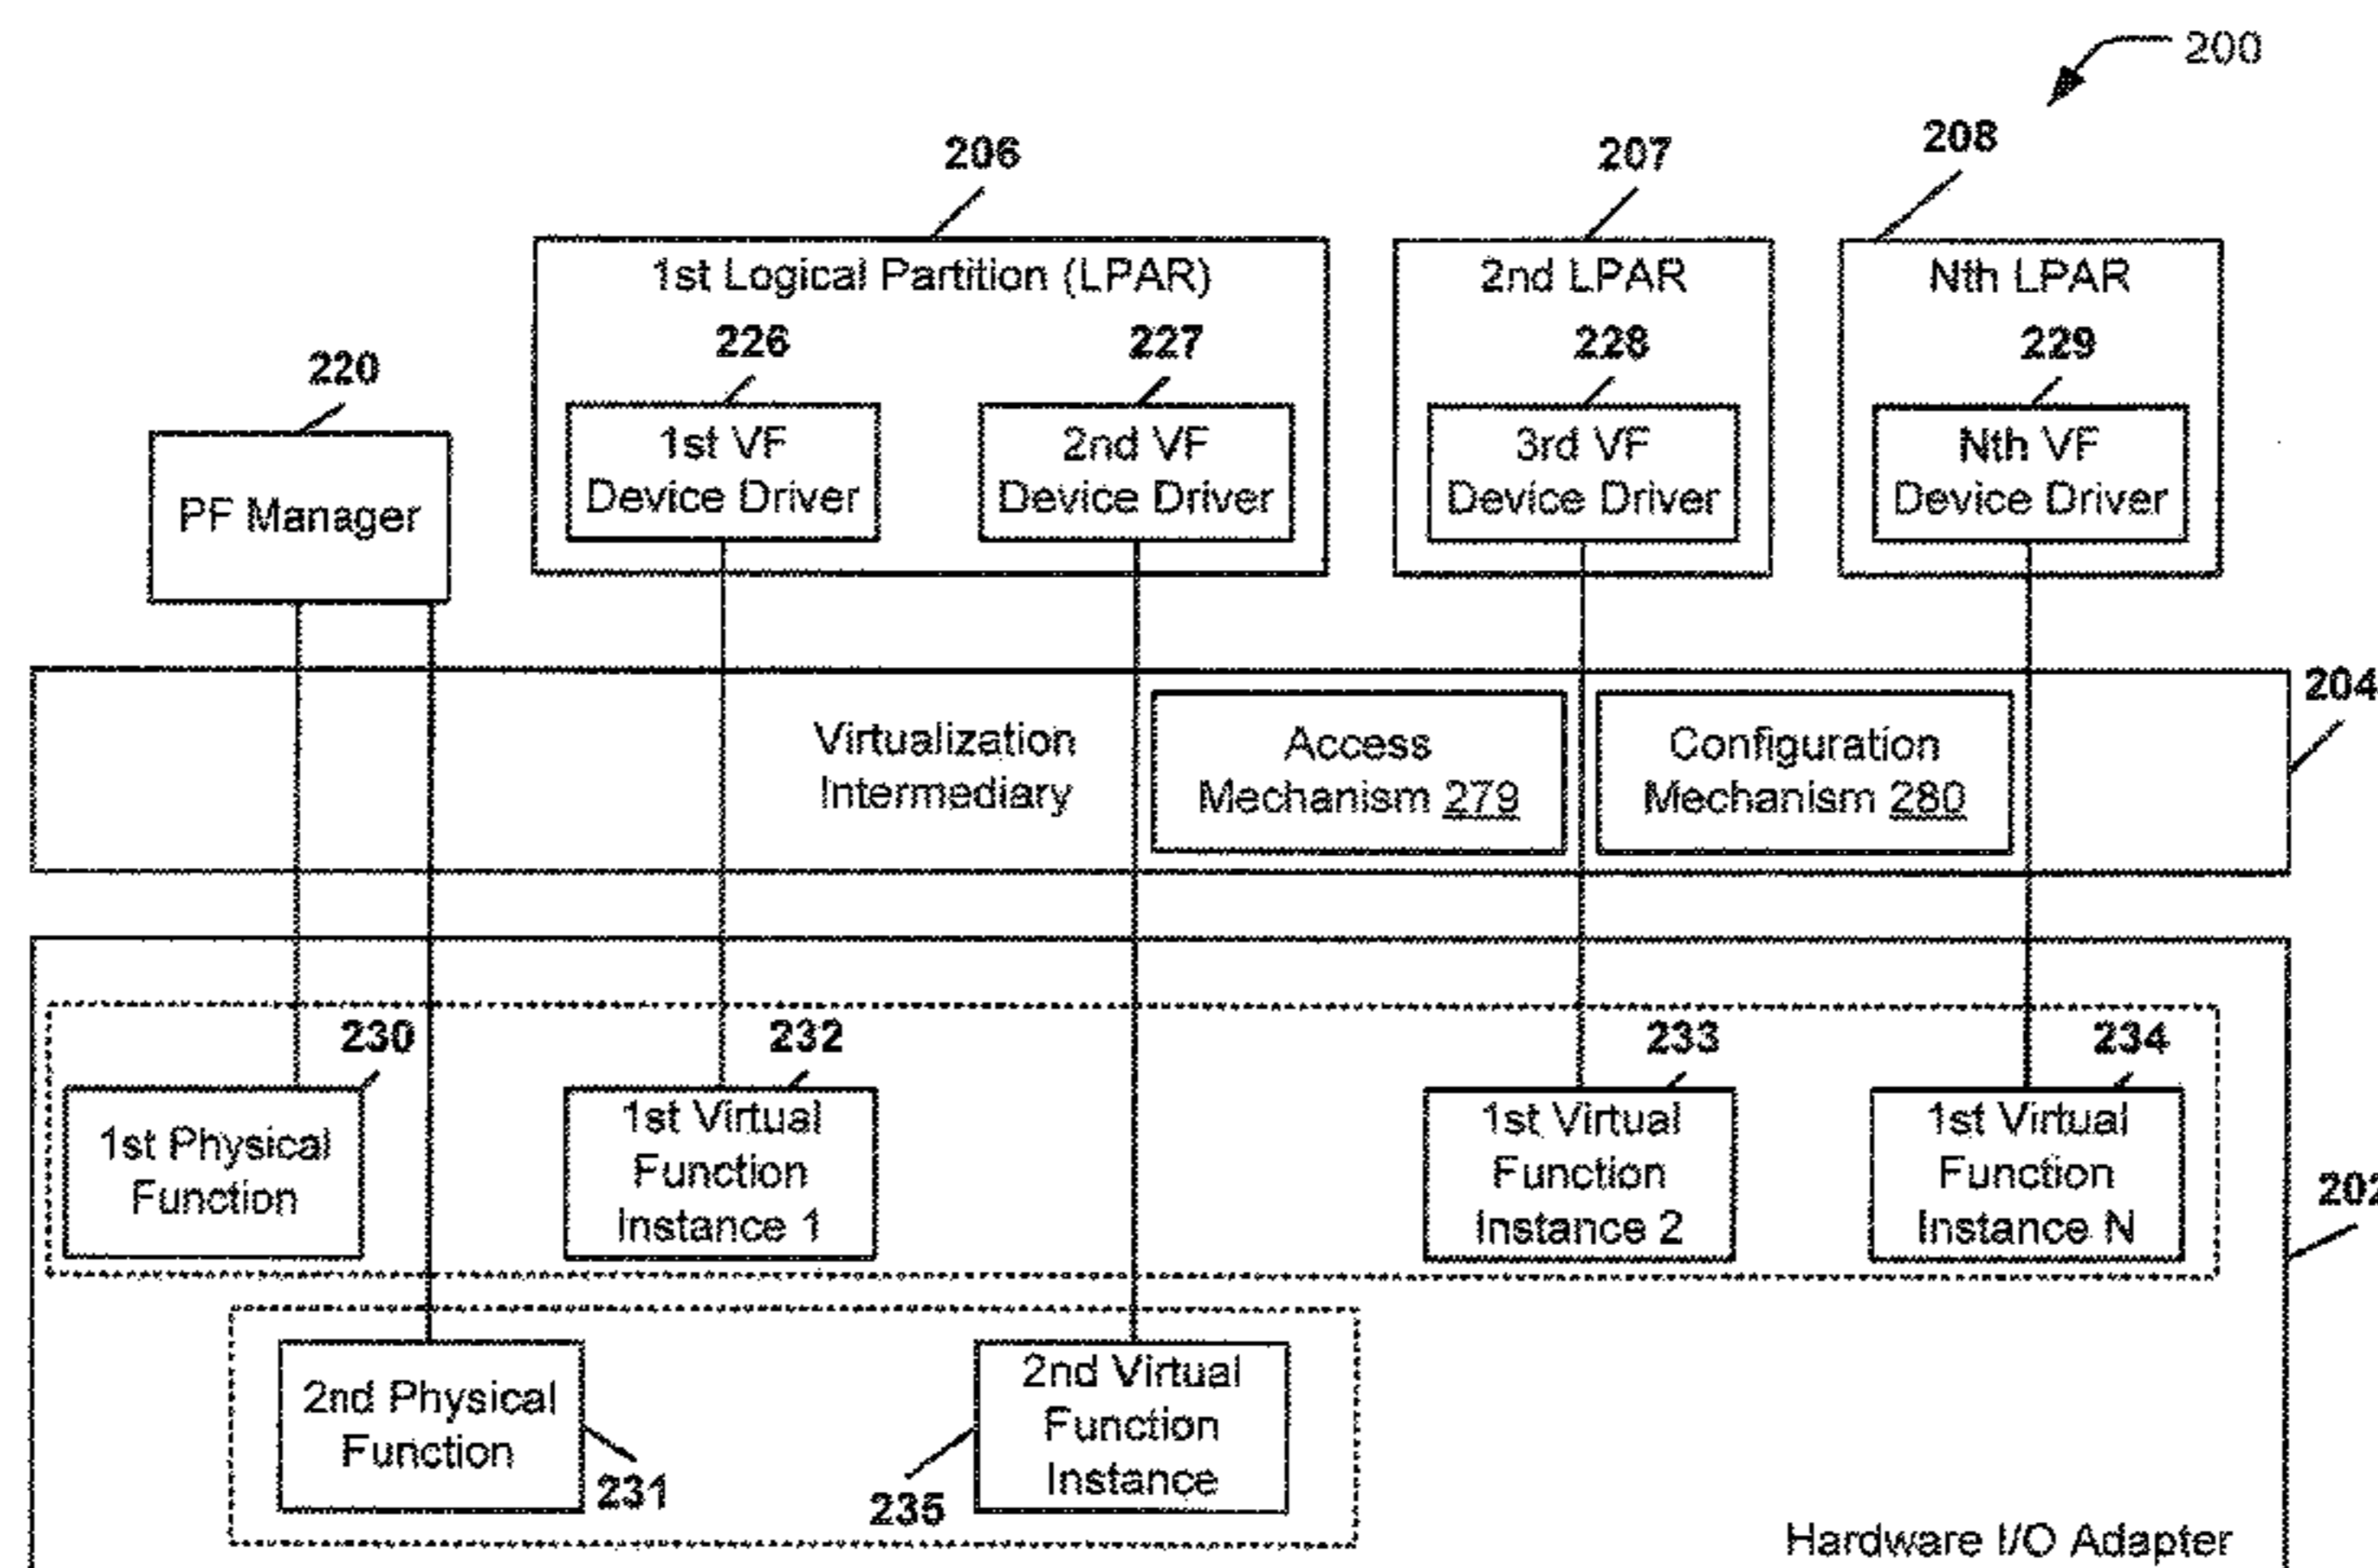 200
206
207
208
1st Logical Partition (LPAR)
2nd LPAR
Nth LPAR
220
226
227
228
229
PF Manager
1st VF
Device Driver
2nd VF
Device Driver
3rd VF
Device Driver
Nth VF
Device Driver
204
Virtualization
Intermediary
Access
Mechanism 279
Configuration
Mechanism 280
230
232
233
234
1st Physical
Function
1st Virtual
Function
Instance 1
1st Virtual
Function
Instance 2
1st Virtual
Function
Instance N
202
2nd Physical
Function
231
235
2nd Virtual
Function
Instance
Hardware I/O Adapter